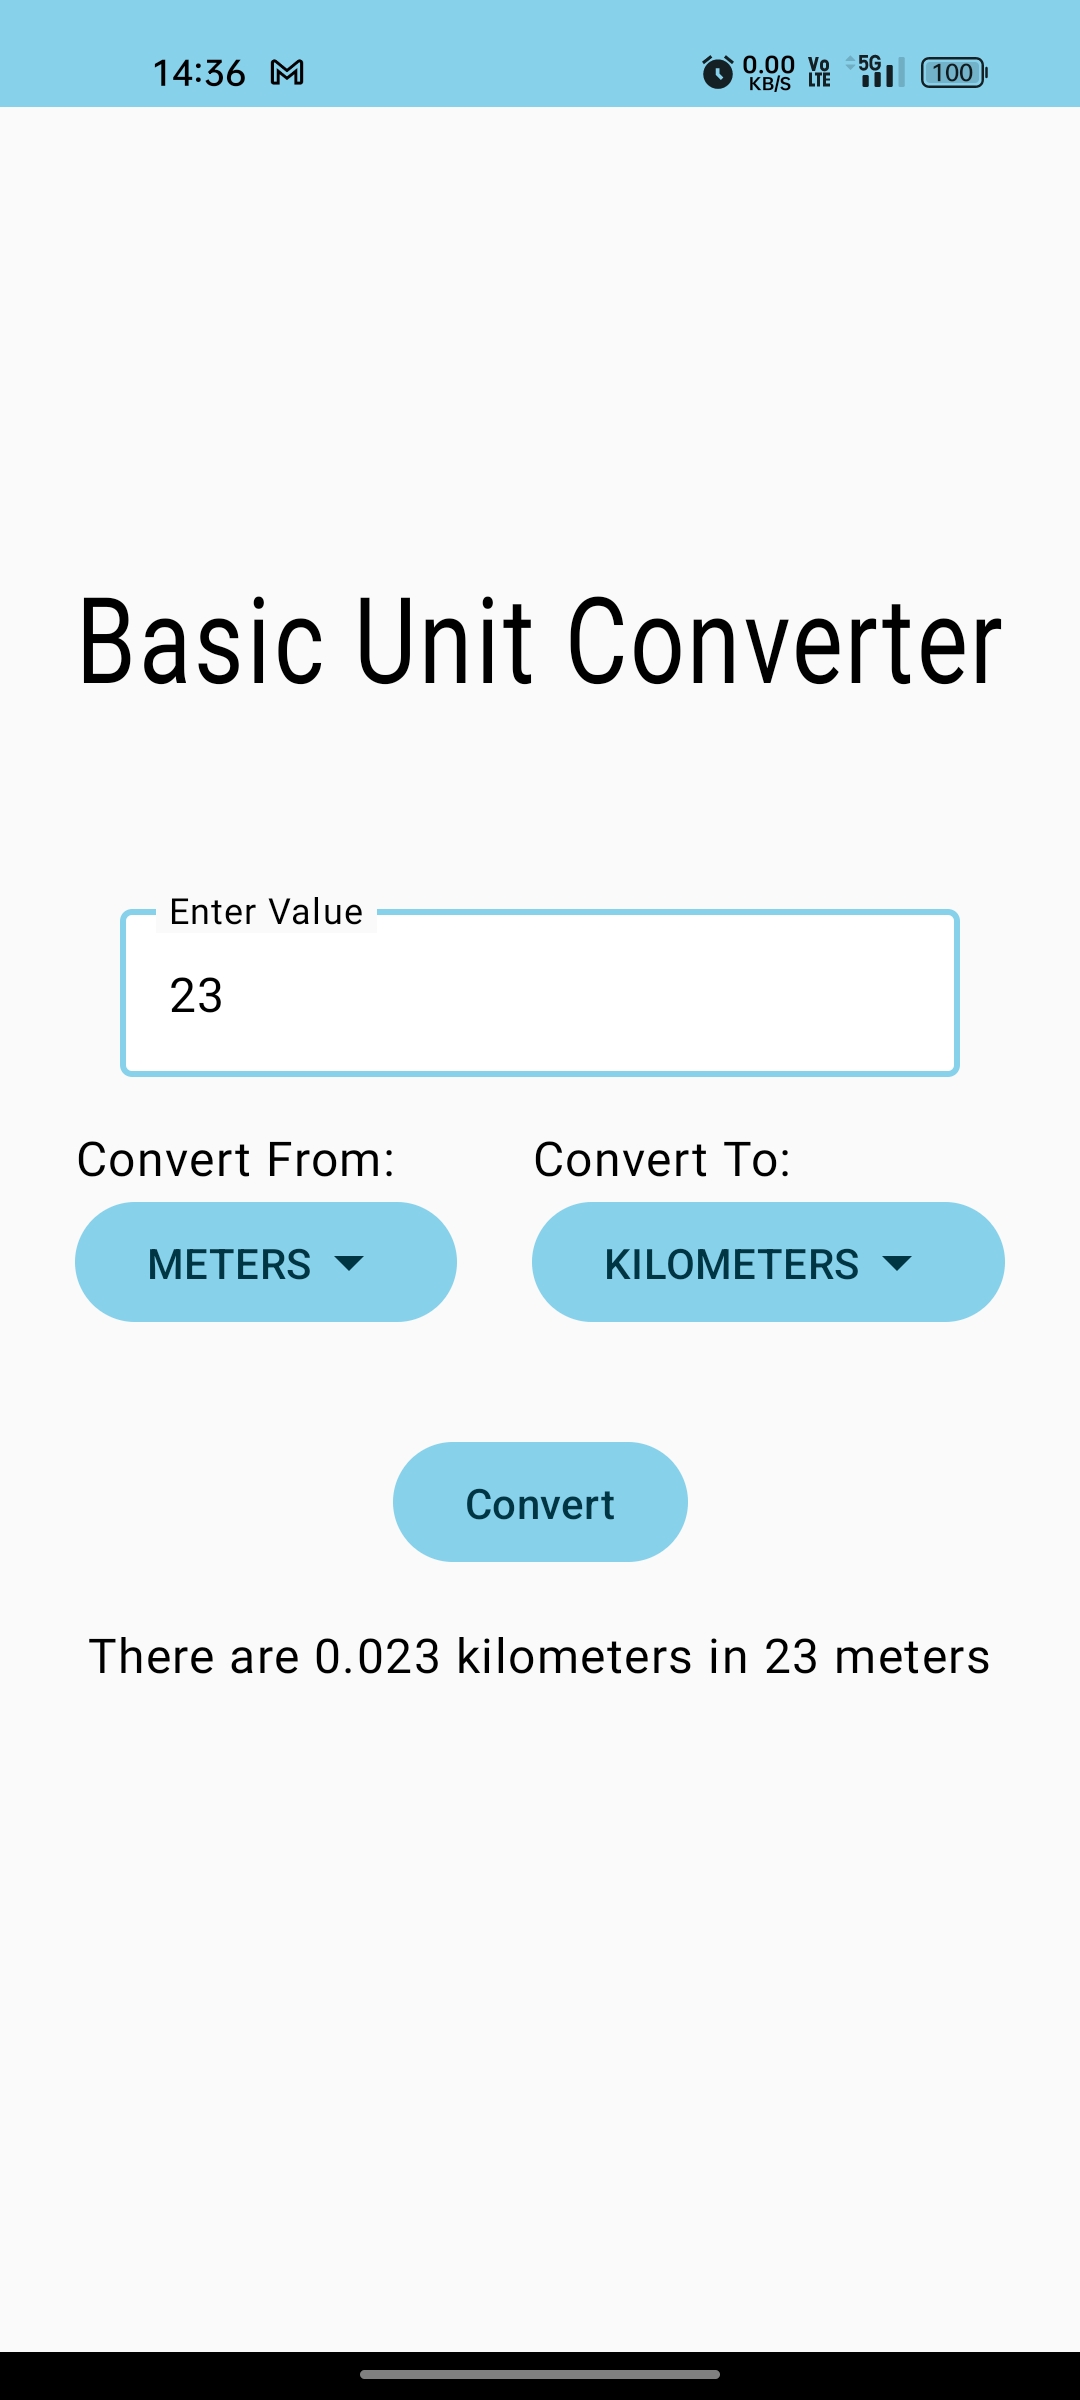 14:36 0.00 KB/S Vo LTE 5G 100
Basic Unit Converter
Enter Value
23
Convert From: Convert To:
METERS KILOMETERS
Convert
There are 0.023 kilometers in 23 meters